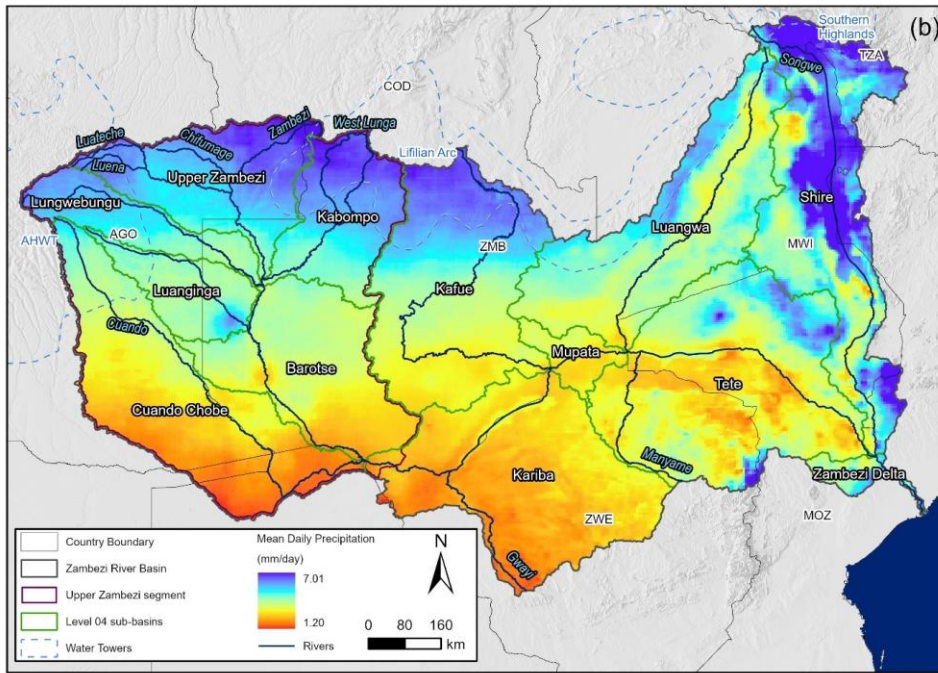 (b)
Southern
Highlands
TZA
Songwe
COD
Zambezi
West Lunga
Luateche
Chifumage
Lifilian Arc
Luena
Upper Zambezi
Lungwebungu
Kabompo
Shire
Luangwa
AHWT
AGO
ZMB
MWI
Luanginga
Kafue
Cuando
Mupata
Barotse
Tete
Cuando Chobe
Manyame
Kariba
Zambezi Delta
ZWE
MOZ
Gwayi
Country Boundary
Zambezi River Basin
Upper Zambezi segment
Level 04 sub-basins
Water Towers
Mean Daily Precipitation
(mm/day)
7.01
1.20
Rivers
N
0 80 160
km